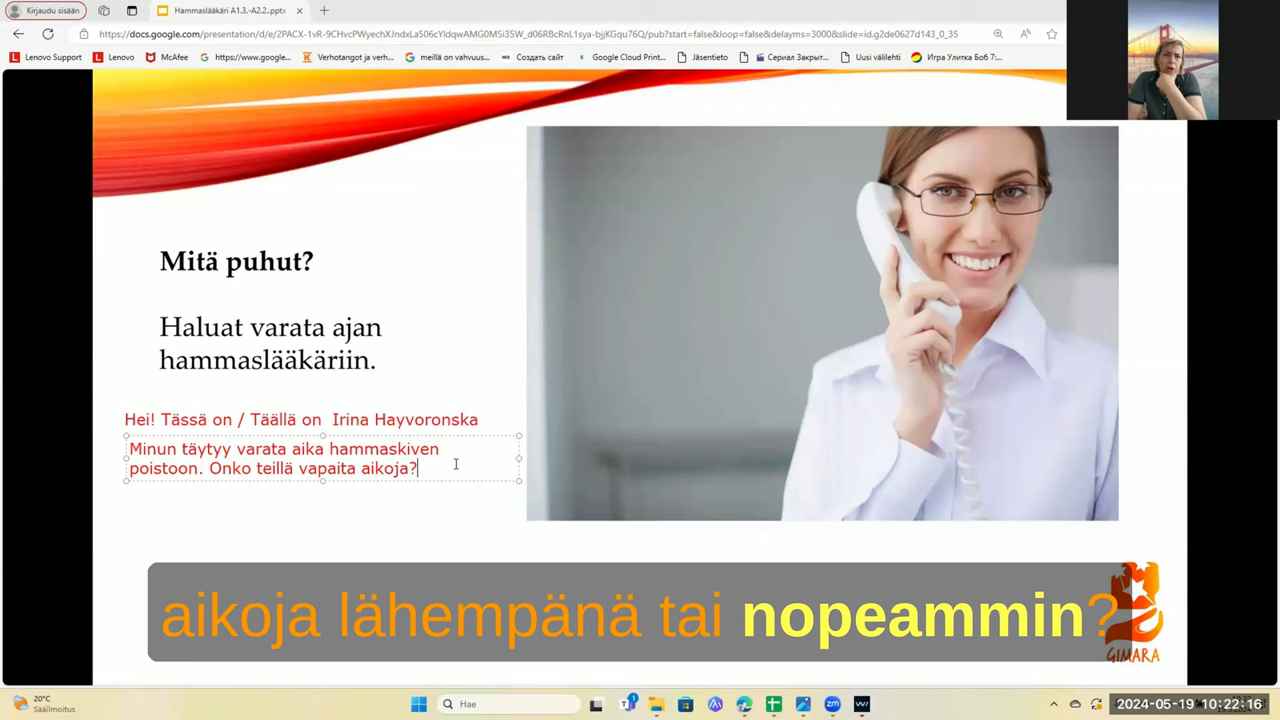 Kirjaudu sisään
Hammaslääkäri A1.3.-A2.2..pptx
https://docs.google.com/presentation/d/e/2PACX-1vR-9CHvcPWyechXJndxLa506cYldqwAMG0MSi35W_d06RBcRnL1sya-bjjKGqu76Q/pub?start=false&loop=false&delayms=3000&slide=id.g2de0627d143_0_35
Lenovo Support
Lenovo
McAfee
https://www.google...
Verhotangot ja verh...
meillä on vahvuus...
Создать сайт
Google Cloud Print...
Jäsentieto
Сериал Закрыт...
Uusi välilehti
Игра Улитка Боб 7:...
Mitä puhut?
Haluat varata ajan
hammaslääkäriin.
Hei! Tässä on / Täällä on Irina Hayvoronska
Minun täytyy varata aika hammaskiven
poistoon. Onko teillä vapaita aikoja?
aikoja lähempänä tai nopeammin?
GIMARA
20°C
Säailmoitus
Hae
2024-05-19 10:22:16